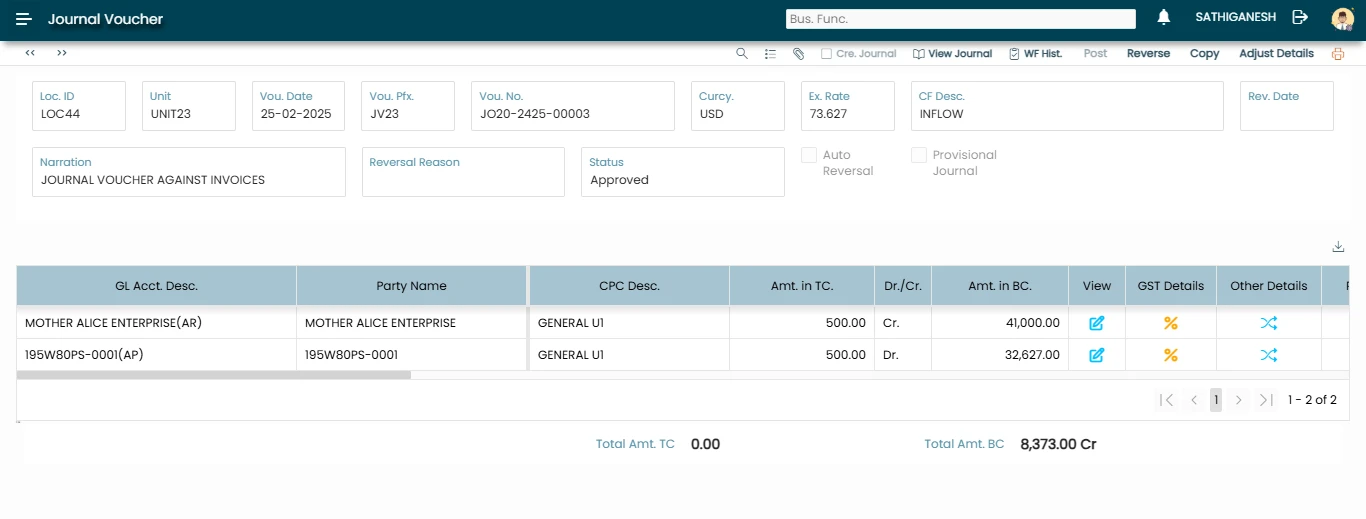 Journal Voucher
Bus. Func.
SATHIGANESH
<< >>
Cre. Journal View Journal WF Hist. Post Reverse Copy Adjust Details
Loc. ID Unit Vou. Date Vou. Pfx. Vou. No. Curcy. Ex. Rate CF Desc. Rev. Date
LOC44 UNIT23 25-02-2025 JV23 JO20-2425-00003 USD 73.627 INFLOW
Narration Reversal Reason Status Auto Reversal Provisional Journal
JOURNAL VOUCHER AGAINST INVOICES Approved
GL Acct. Desc. Party Name CPC Desc. Amt. in TC. Dr./Cr. Amt. in BC. View GST Details Other Details
MOTHER ALICE ENTERPRISE(AR) MOTHER ALICE ENTERPRISE GENERAL U1 500.00 Cr. 41,000.00 %
195W80PS-0001(AP) 195W80PS-0001 GENERAL U1 500.00 Dr. 32,627.00 %
1 1 - 2 of 2
Total Amt. TC 0.00 Total Amt. BC 8,373.00 Cr